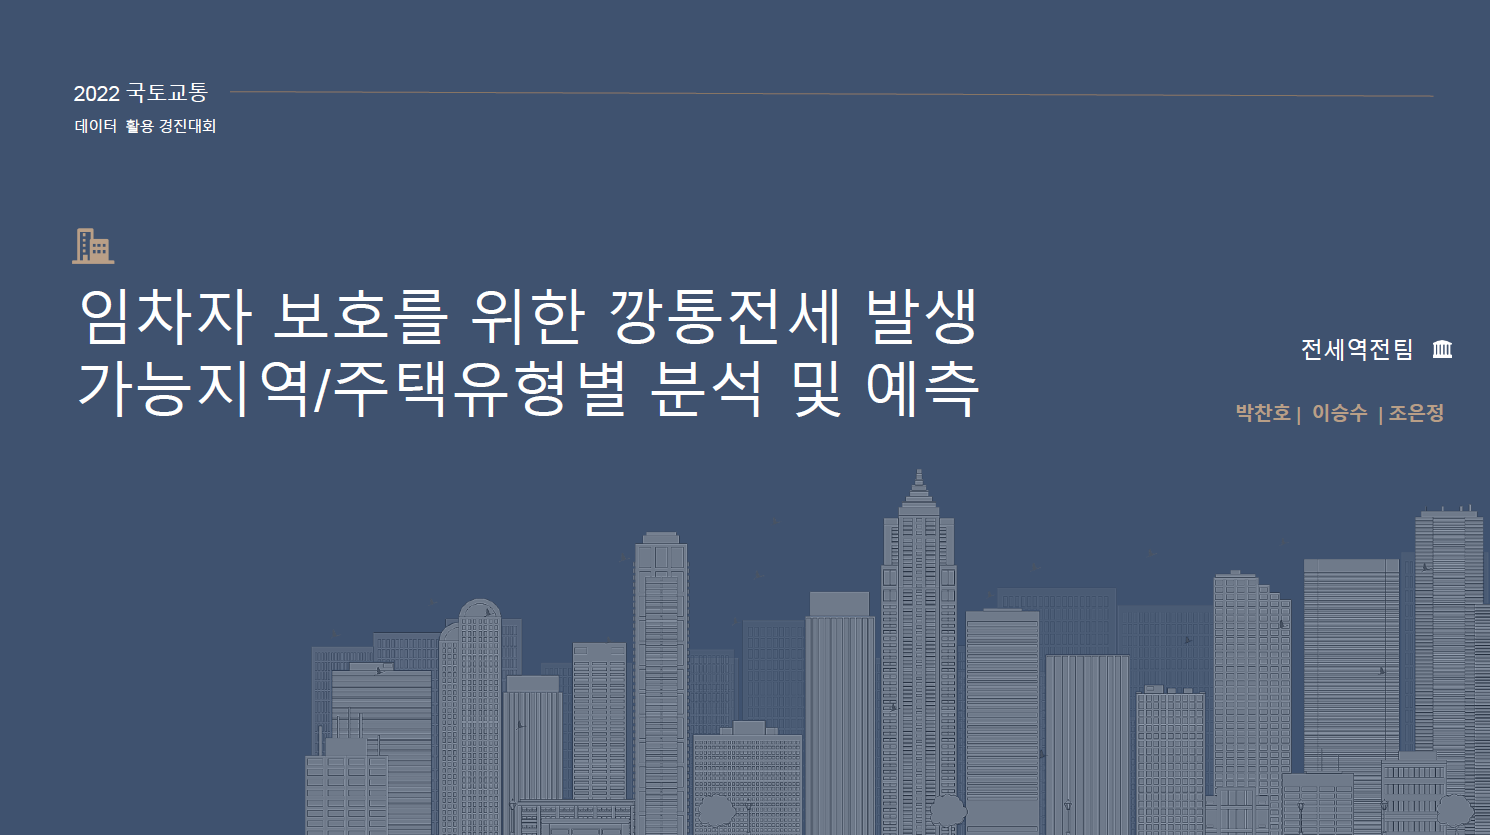 2022 국토교통
데이터 활용 경진대회
임차자 보호를 위한 깡통전세 발생
가능지역/주택유형별 분석 및 예측
전세역전팀
박찬호 | 이승수 | 조은정